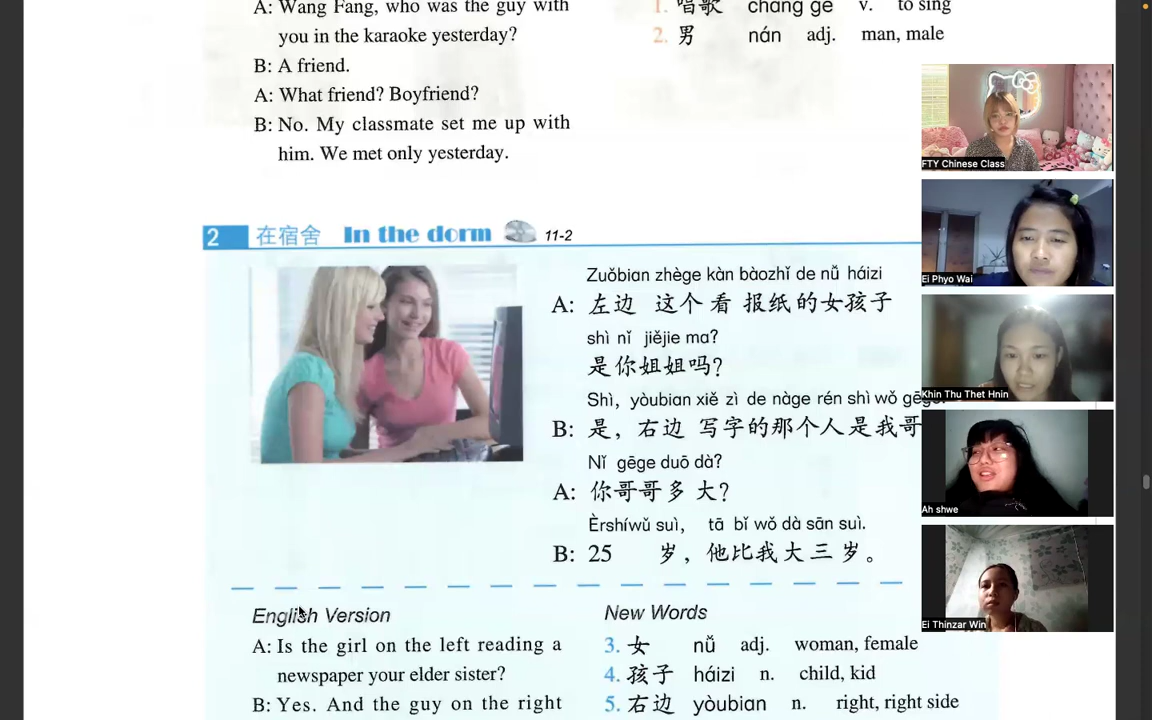 A: Wang Fang, who was the guy with
you in the karaoke yesterday?
B: A friend.
A: What friend? Boyfriend?
B: No. My classmate set me up with
him. We met only yesterday.
1. 唱歌 chàng gē v. to sing
2. 男 nán adj. man, male
2 在宿舍 In the dorm 11-2
Zuǒbian zhège kàn bàozhǐ de nǚ háizi
A: 左边 这个 看 报纸 的 女孩子
shì nǐ jiějie ma?
是 你 姐姐 吗?
Shì, yòubian xiě zì de nàge rén shì wǒ gēge.
B: 是, 右边 写字的那个人是我哥
Nǐ gēge duō dà?
A: 你哥哥多大?
Èrshíwǔ suì, tā bǐ wǒ dà sān suì.
B: 25 岁, 他比我大三岁。
English Version
A: Is the girl on the left reading a
newspaper your elder sister?
B: Yes. And the guy on the right
New Words
3. 女 nǚ adj. woman, female
4. 孩子 háizi n. child, kid
5. 右边 yòubian n. right, right side
FTY Chinese Class
Ei Phyo Wai
Khin Thu Thet Hnin
Ah shwe
Ei Thinzar Win